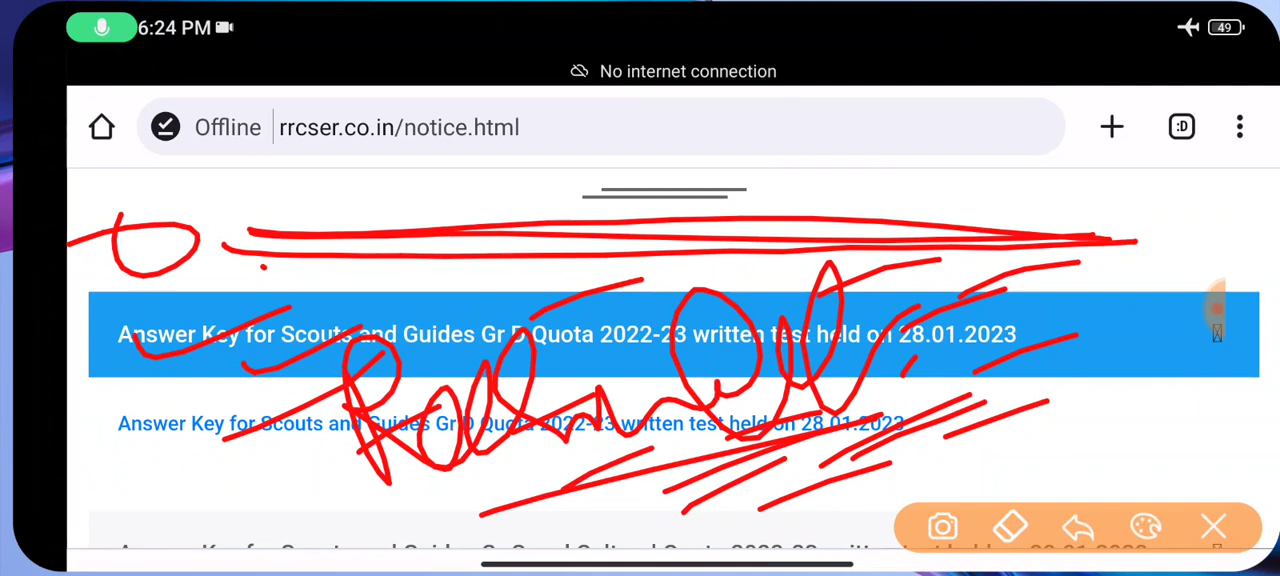 6:24 PM
49
No internet connection
Offline rrcser.co.in/notice.html
:D
Answer Key for Scouts and Guides Gr D Quota 2022-23 written test held on 28.01.2023
Answer Key for Scouts and Guides Gr D Quota 2022-23 written test held on 28.01.2023